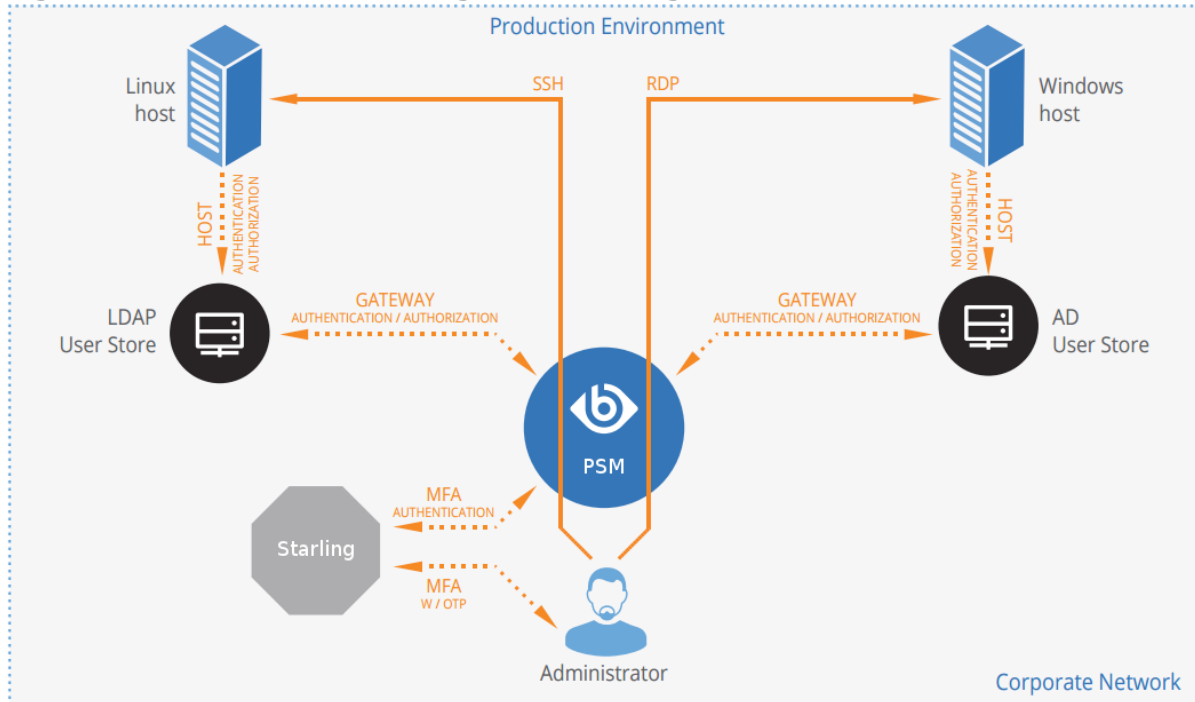 Production Environment
Linux
host
SSH
RDP
Windows
host
HOST
AUTHENTICATION
AUTHORIZATION
AUTHENTICATION
AUTHORIZATION
HOST
LDAP
User Store
GATEWAY
AUTHENTICATION / AUTHORIZATION
GATEWAY
AUTHENTICATION / AUTHORIZATION
AD
User Store
PSM
MFA
AUTHENTICATION
Starling
MFA
W / OTP
Administrator
Corporate Network